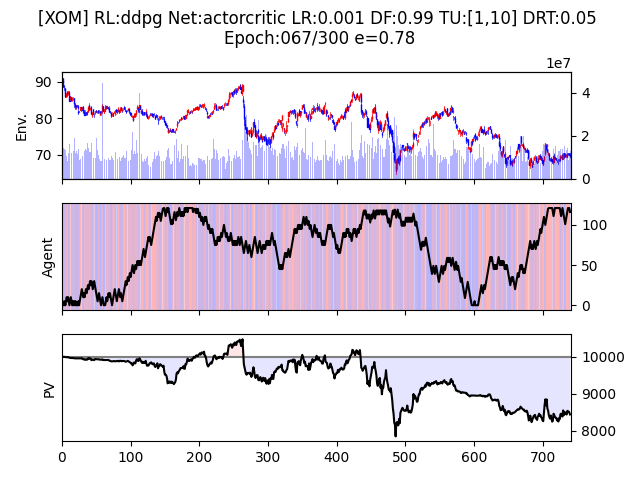 [XOM] RL:ddpg Net:actorcritic LR:0.001 DF:0.99 TU:[1,10] DRT:0.05
Epoch:067/300 e=0.78
1e7
90
80
70
Env.
4
2
0
Agent
100
50
0
PV
10000
9000
8000
0 100 200 300 400 500 600 700